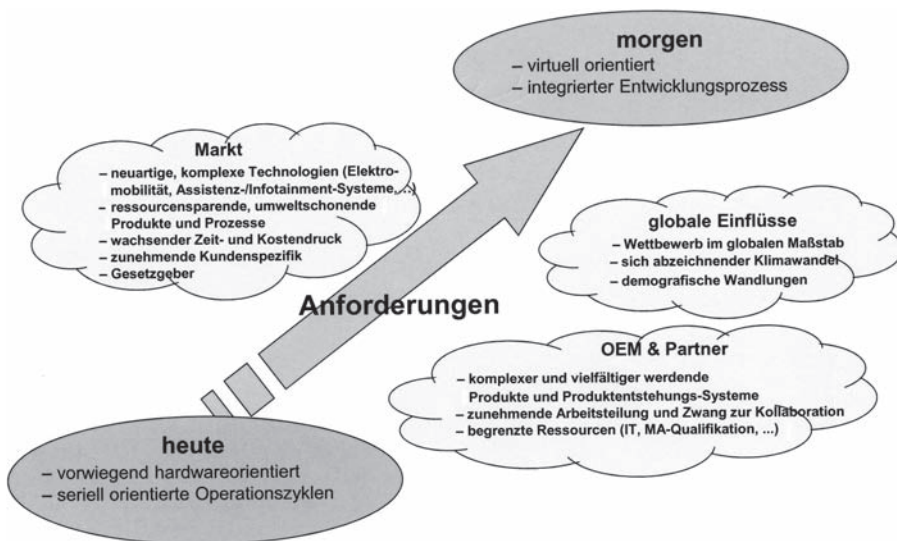 morgen
– virtuell orientiert
– integrierter Entwicklungsprozess
Markt
– neuartige, komplexe Technologien (Elektro-
mobilität, Assistenz-/Infotainment-Systeme,...)
– ressourcensparende, umweltschonende
Produkte und Prozesse
– wachsender Zeit- und Kostendruck
– zunehmende Kundenspezifik
– Gesetzgeber
globale Einflüsse
– Wettbewerb im globalen Maßstab
– sich abzeichnender Klimawandel
– demografische Wandlungen
Anforderungen
OEM & Partner
– komplexer und vielfältiger werdende
Produkte und Produktentstehungs-Systeme
– zunehmende Arbeitsteilung und Zwang zur Kollaboration
– begrenzte Ressourcen (IT, MA-Qualifikation, ...)
heute
– vorwiegend hardwareorientiert
– seriell orientierte Operationszyklen